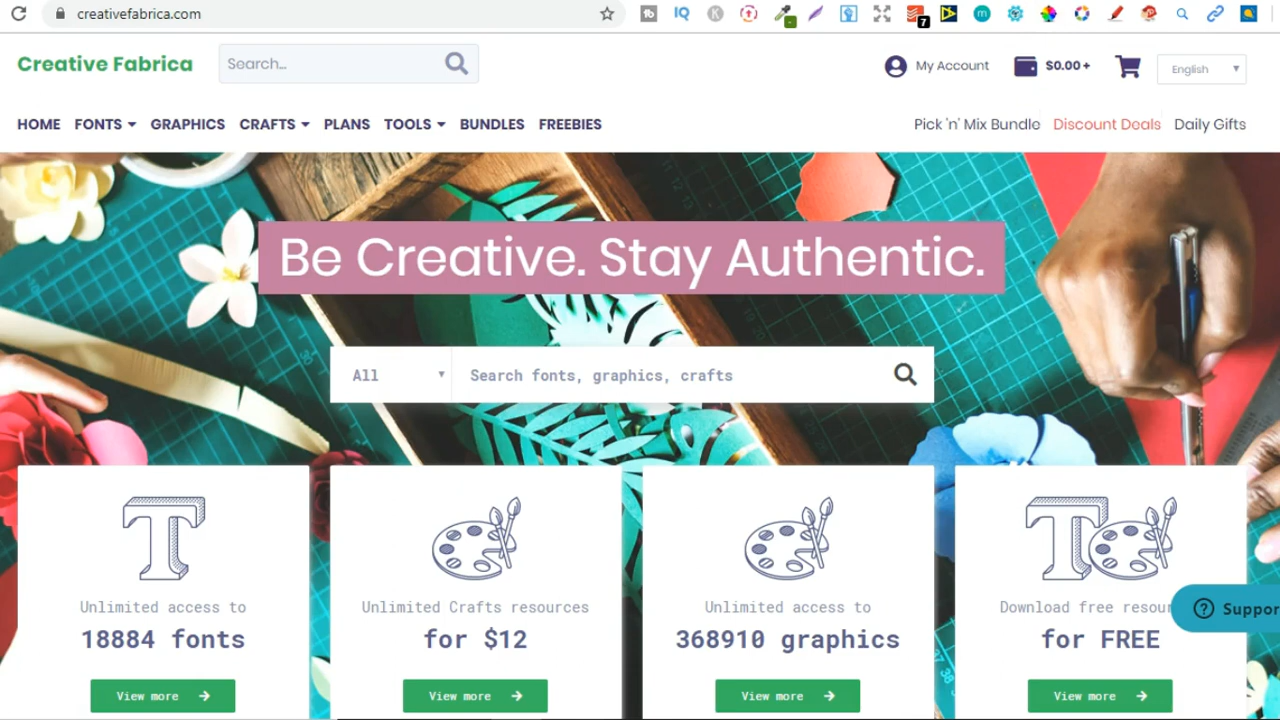 creativefabrica.com
7
Creative Fabrica
Search...
My Account
$0.00 +
English
HOME FONTS GRAPHICS CRAFTS PLANS TOOLS BUNDLES FREEBIES
Pick 'n' Mix Bundle Discount Deals Daily Gifts
Be Creative. Stay Authentic.
All
Search fonts, graphics, crafts
Unlimited access to
18884 fonts
View more
Unlimited Crafts resources
for $12
View more
Unlimited access to
368910 graphics
View more
Download free resour
for FREE
View more
Suppor